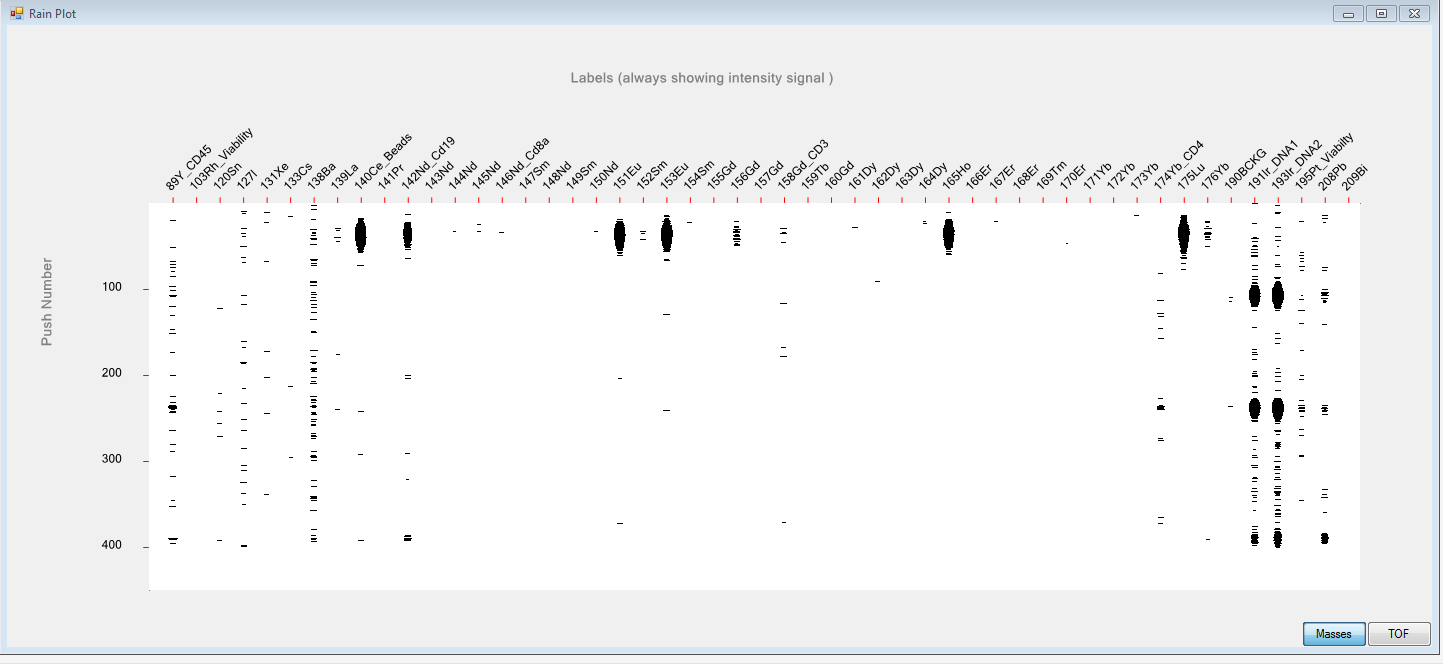 Rain Plot
Labels (always showing intensity signal )
89Y_CD45
103Rh_Viability
120Sn
127I
131Xe
133Cs
138Ba
139La
140Ce_Beads
141Pr
142Nd_Cd19
143Nd
144Nd
145Nd
146Nd_Cd8a
147Sm
148Nd
149Sm
150Nd
151Eu
152Sm
153Eu
154Sm
155Gd
156Gd
157Gd
158Gd_CD3
159Tb
160Gd
161Dy
162Dy
163Dy
164Dy
165Ho
166Er
167Er
168Er
169Tm
170Er
171Yb
172Yb
173Yb
174Yb_CD4
175Lu
176Yb
190BCKG
191Ir_DNA1
193Ir_DNA2
195Pt_Viabilty
208Pb
209Bi
Push Number
100
200
300
400
Masses
TOF